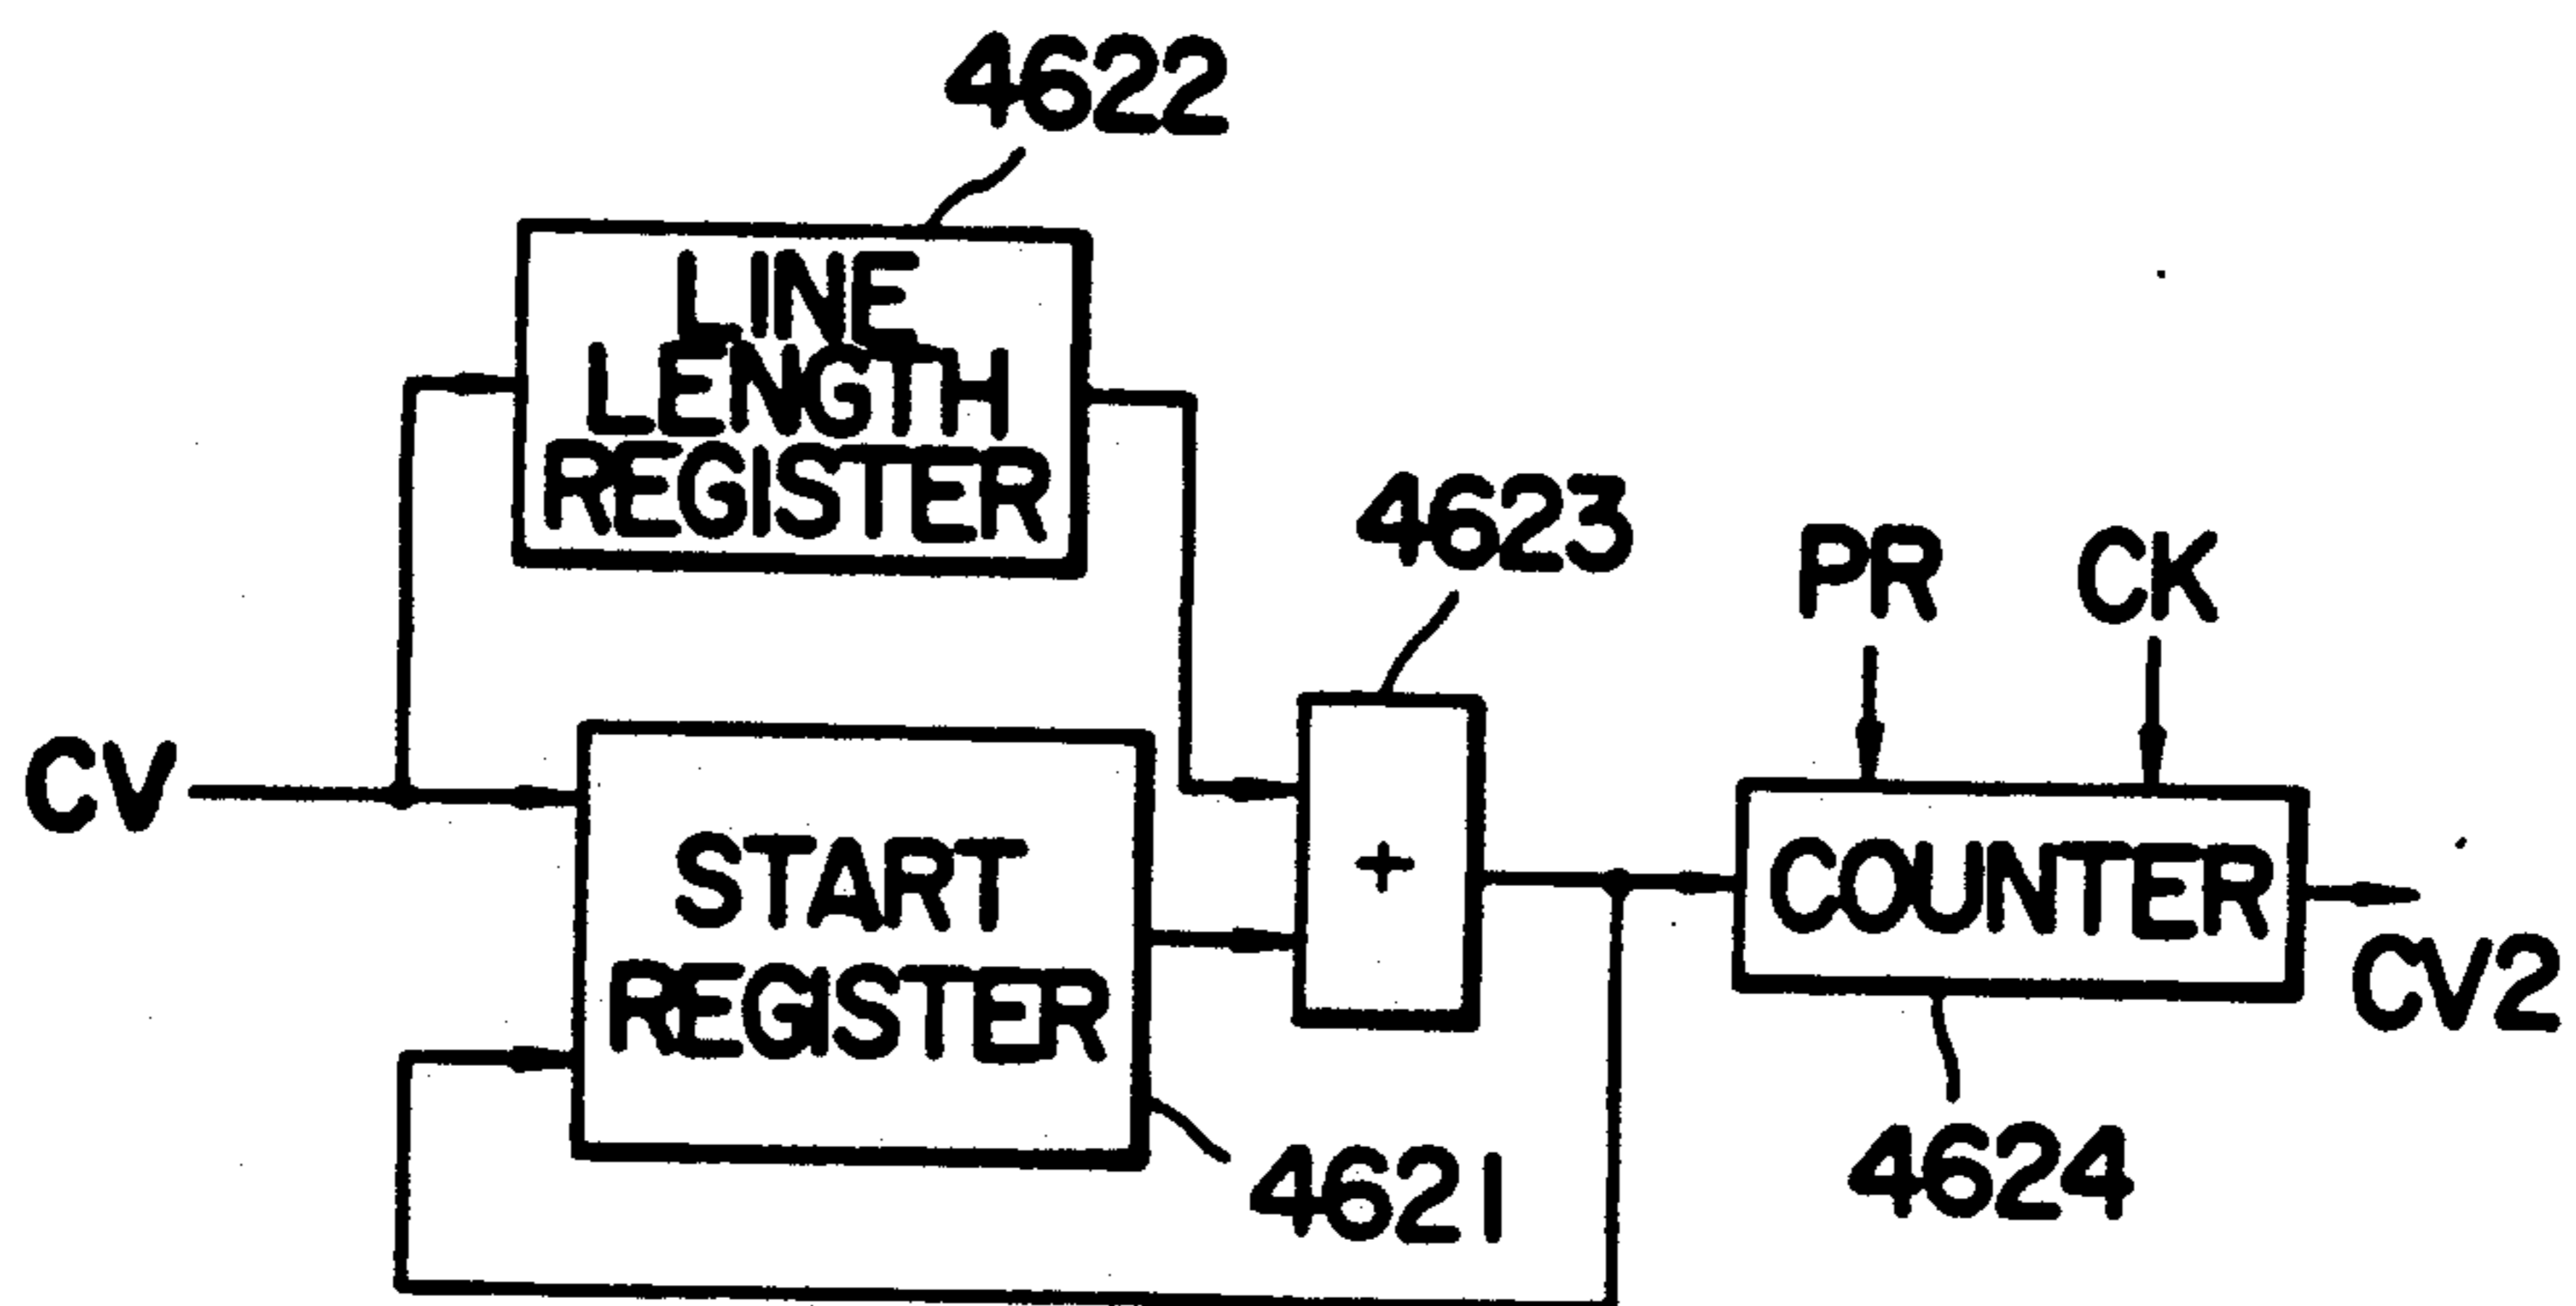 4622
LINE
LENGTH
REGISTER
4623
PR
CK
CV
START
REGISTER
+
COUNTER
CV2
4621
4624